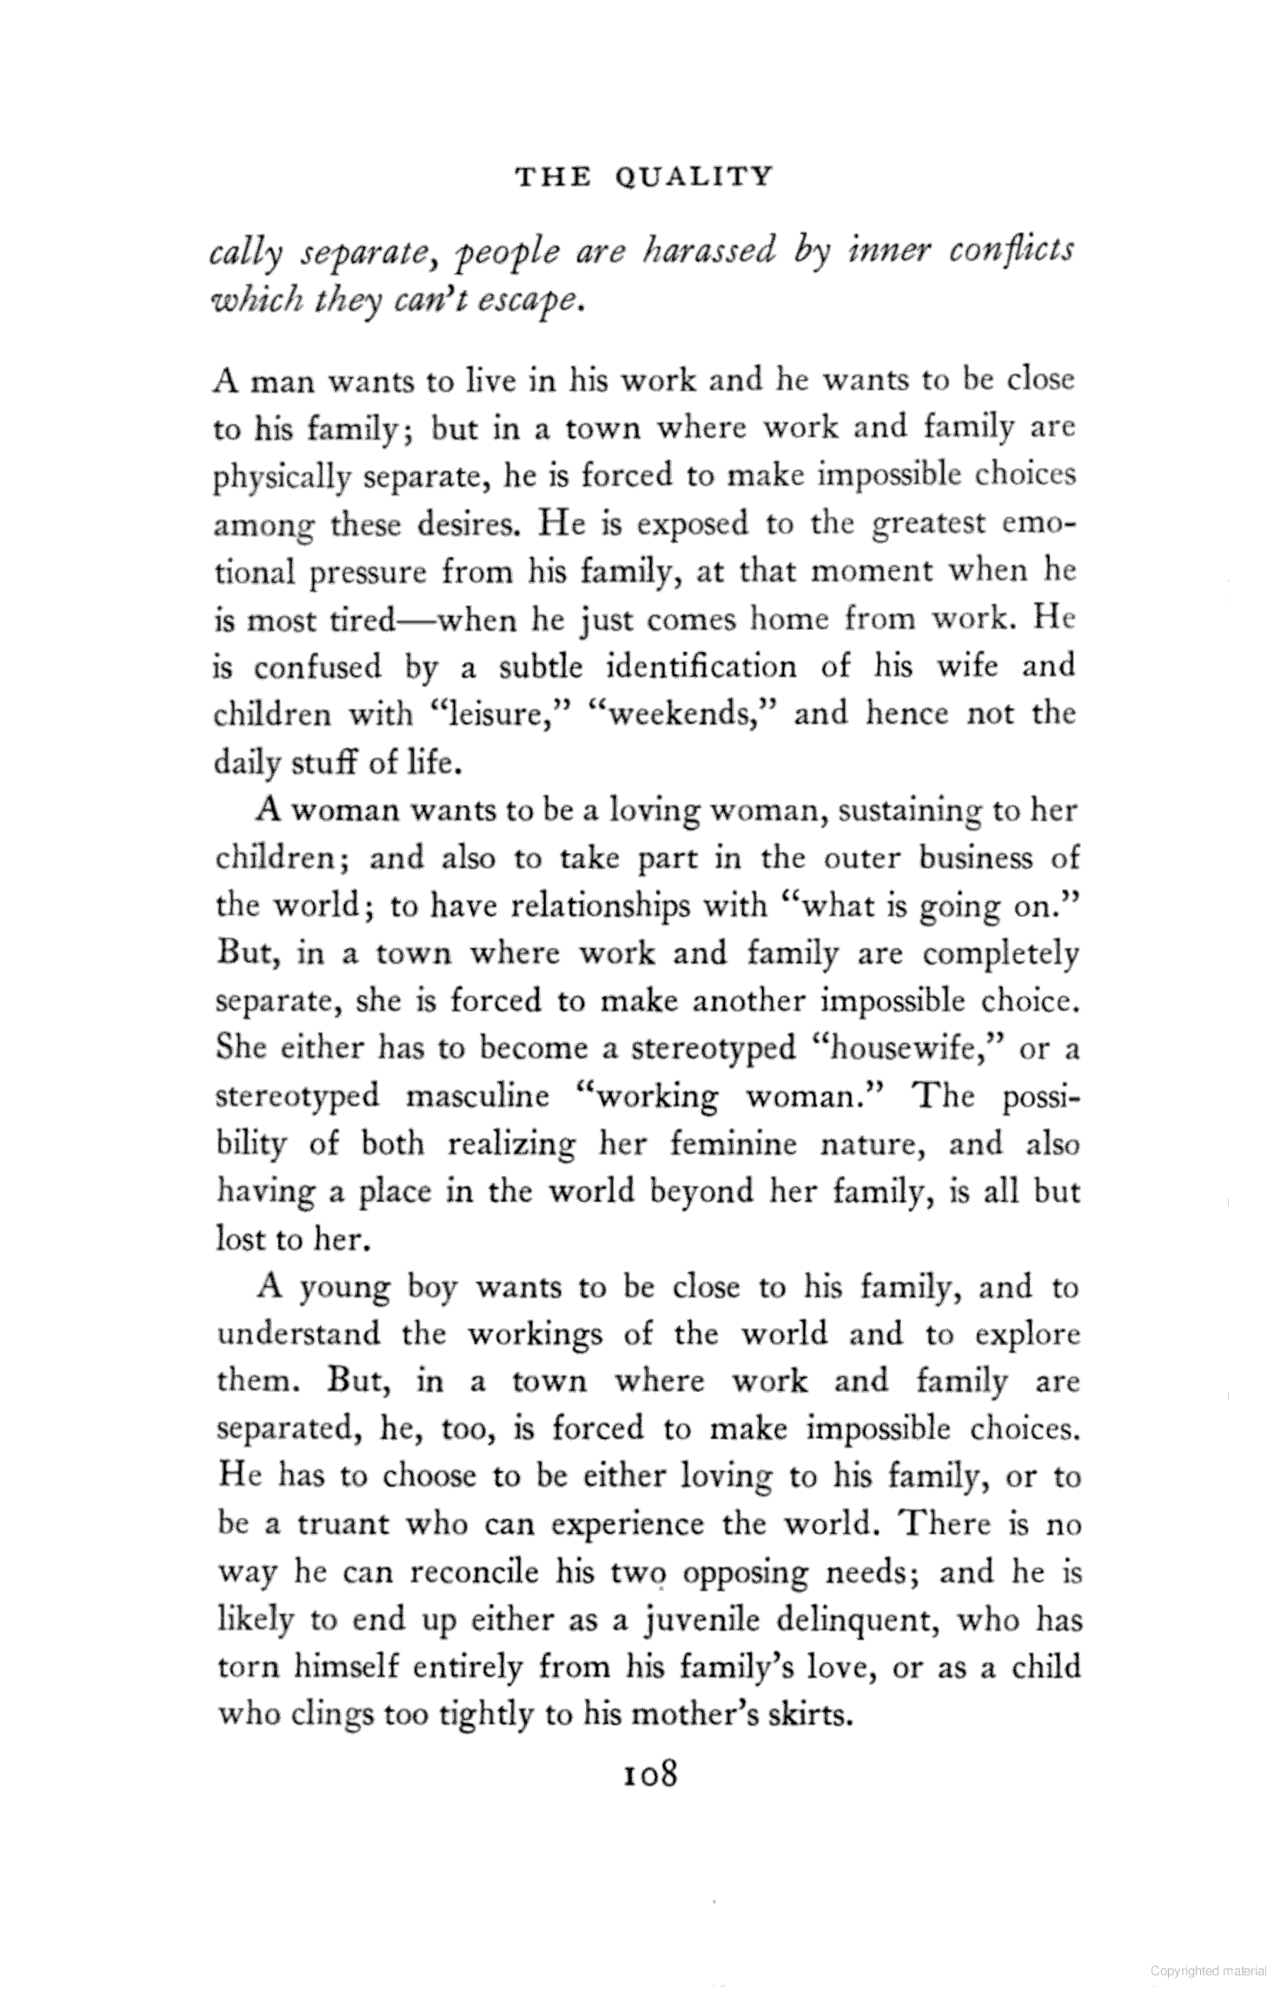 THE QUALITY
cally separate, people are harassed by inner conflicts
which they can't escape.
A man wants to live in his work and he wants to be close
to his family; but in a town where work and family are
physically separate, he is forced to make impossible choices
among these desires. He is exposed to the greatest emo-
tional pressure from his family, at that moment when he
is most tired—when he just comes home from work. He
is confused by a subtle identification of his wife and
children with “leisure,” “weekends,” and hence not the
daily stuff of life.
A woman wants to be a loving woman, sustaining to her
children; and also to take part in the outer business of
the world; to have relationships with “what is going on.”
But, in a town where work and family are completely
separate, she is forced to make another impossible choice.
She either has to become a stereotyped “housewife,” or a
stereotyped masculine “working woman.” The possi-
bility of both realizing her feminine nature, and also
having a place in the world beyond her family, is all but
lost to her.
A young boy wants to be close to his family, and to
understand the workings of the world and to explore
them. But, in a town where work and family are
separated, he, too, is forced to make impossible choices.
He has to choose to be either loving to his family, or to
be a truant who can experience the world. There is no
way he can reconcile his two opposing needs; and he is
likely to end up either as a juvenile delinquent, who has
torn himself entirely from his family's love, or as a child
who clings too tightly to his mother's skirts.
108
Copyrighted material